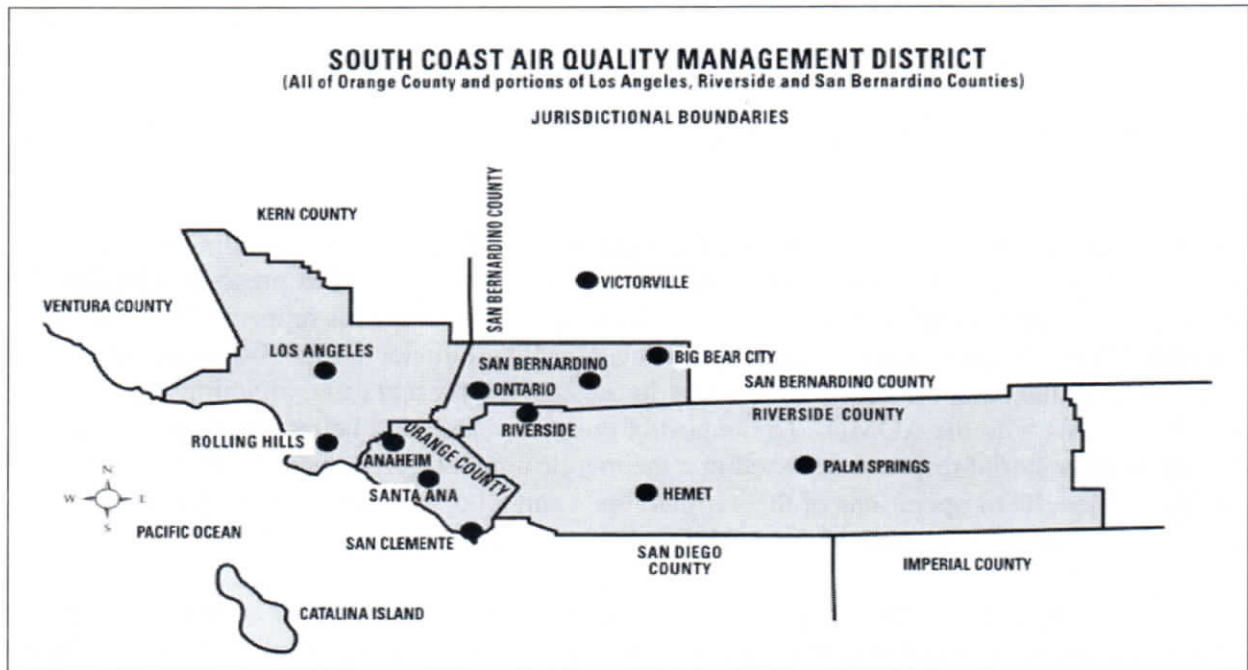 SOUTH COAST AIR QUALITY MANAGEMENT DISTRICT
(All of Orange County and portions of Los Angeles, Riverside and San Bernardino Counties)
JURISDICTIONAL BOUNDARIES
KERN COUNTY
SAN BERNARDINO COUNTY
VICTORVILLE
VENTURA COUNTY
LOS ANGELES
SAN BERNARDINO
BIG BEAR CITY
ONTARIO
SAN BERNARDINO COUNTY
RIVERSIDE COUNTY
RIVERSIDE
ROLLING HILLS
ANAHEIM
ORANGE COUNTY
PALM SPRINGS
SANTA ANA
HEMET
N
W E
S
PACIFIC OCEAN
SAN CLEMENTE
SAN DIEGO
COUNTY
IMPERIAL COUNTY
CATALINA ISLAND